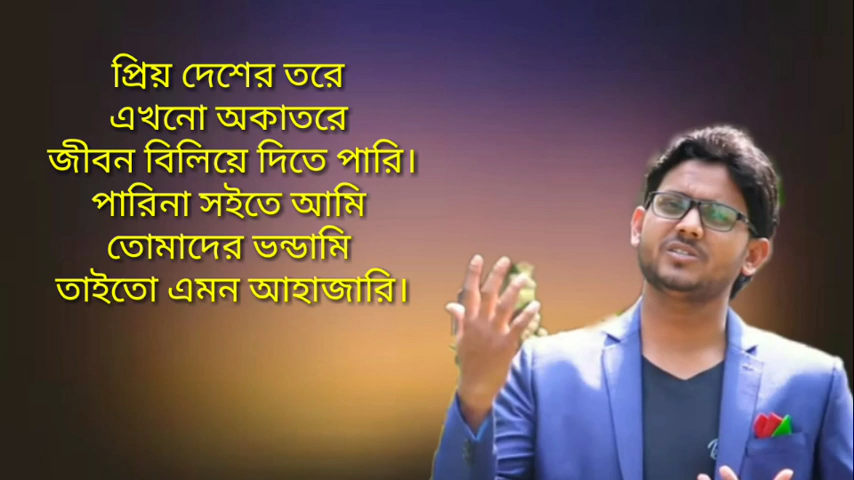 প্রিয় দেশের তরে
এখনো অকাতরে
জীবন বিলিয়ে দিতে পারি।
পারিনা সইতে আমি
তোমাদের ভন্ডামি
তাইতো এমন আহাজারি।